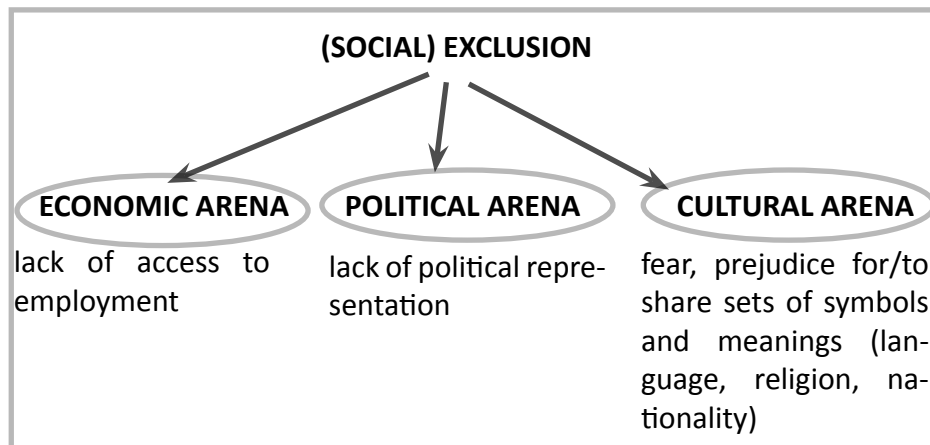 (SOCIAL) EXCLUSION
ECONOMIC ARENA
lack of access to
employment
POLITICAL ARENA
lack of political repre-
sentation
CULTURAL ARENA
fear, prejudice for/to
share sets of symbols
and meanings (lan-
guage, religion, na-
tionality)